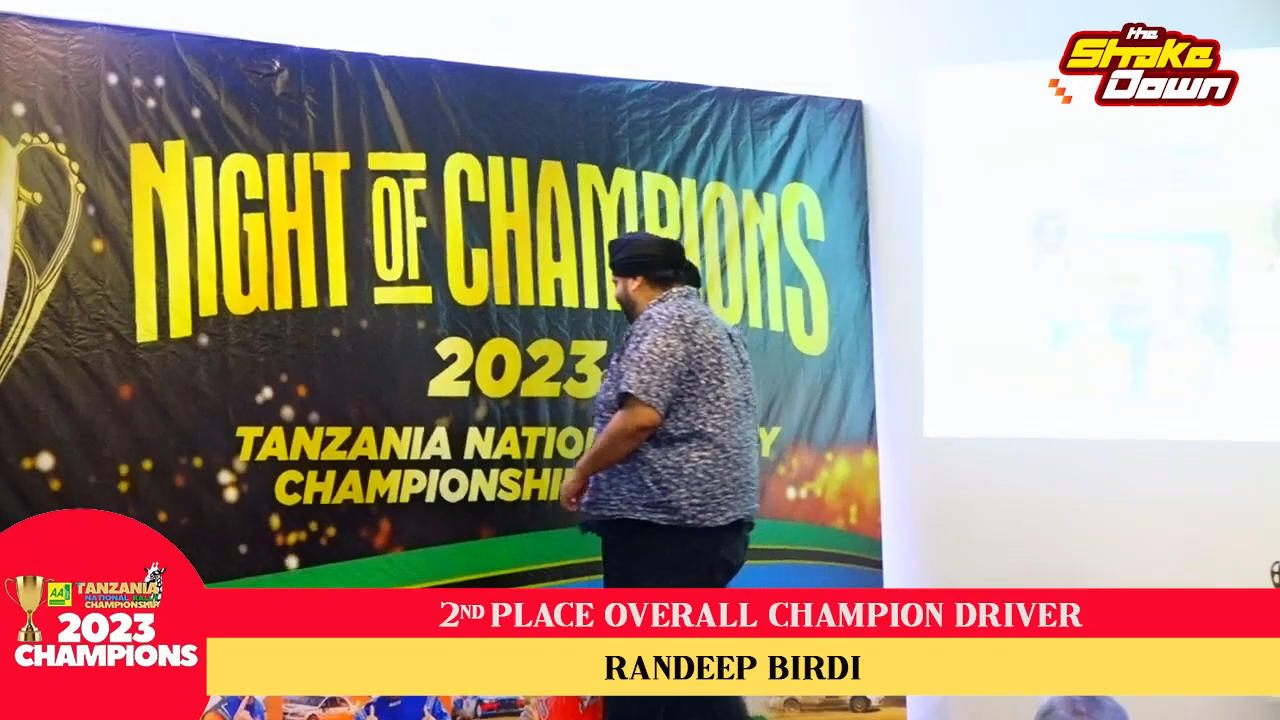 the
Shake
Down
NIGHT OF CHAMPIONS
2023
TANZANIA NATIO Y
CHAMPIONSHI
AA
TANZANIA
NATIONAL RALLY
CHAMPIONSHIP
2023
CHAMPIONS
2ND PLACE OVERALL CHAMPION DRIVER
RANDEEP BIRDI